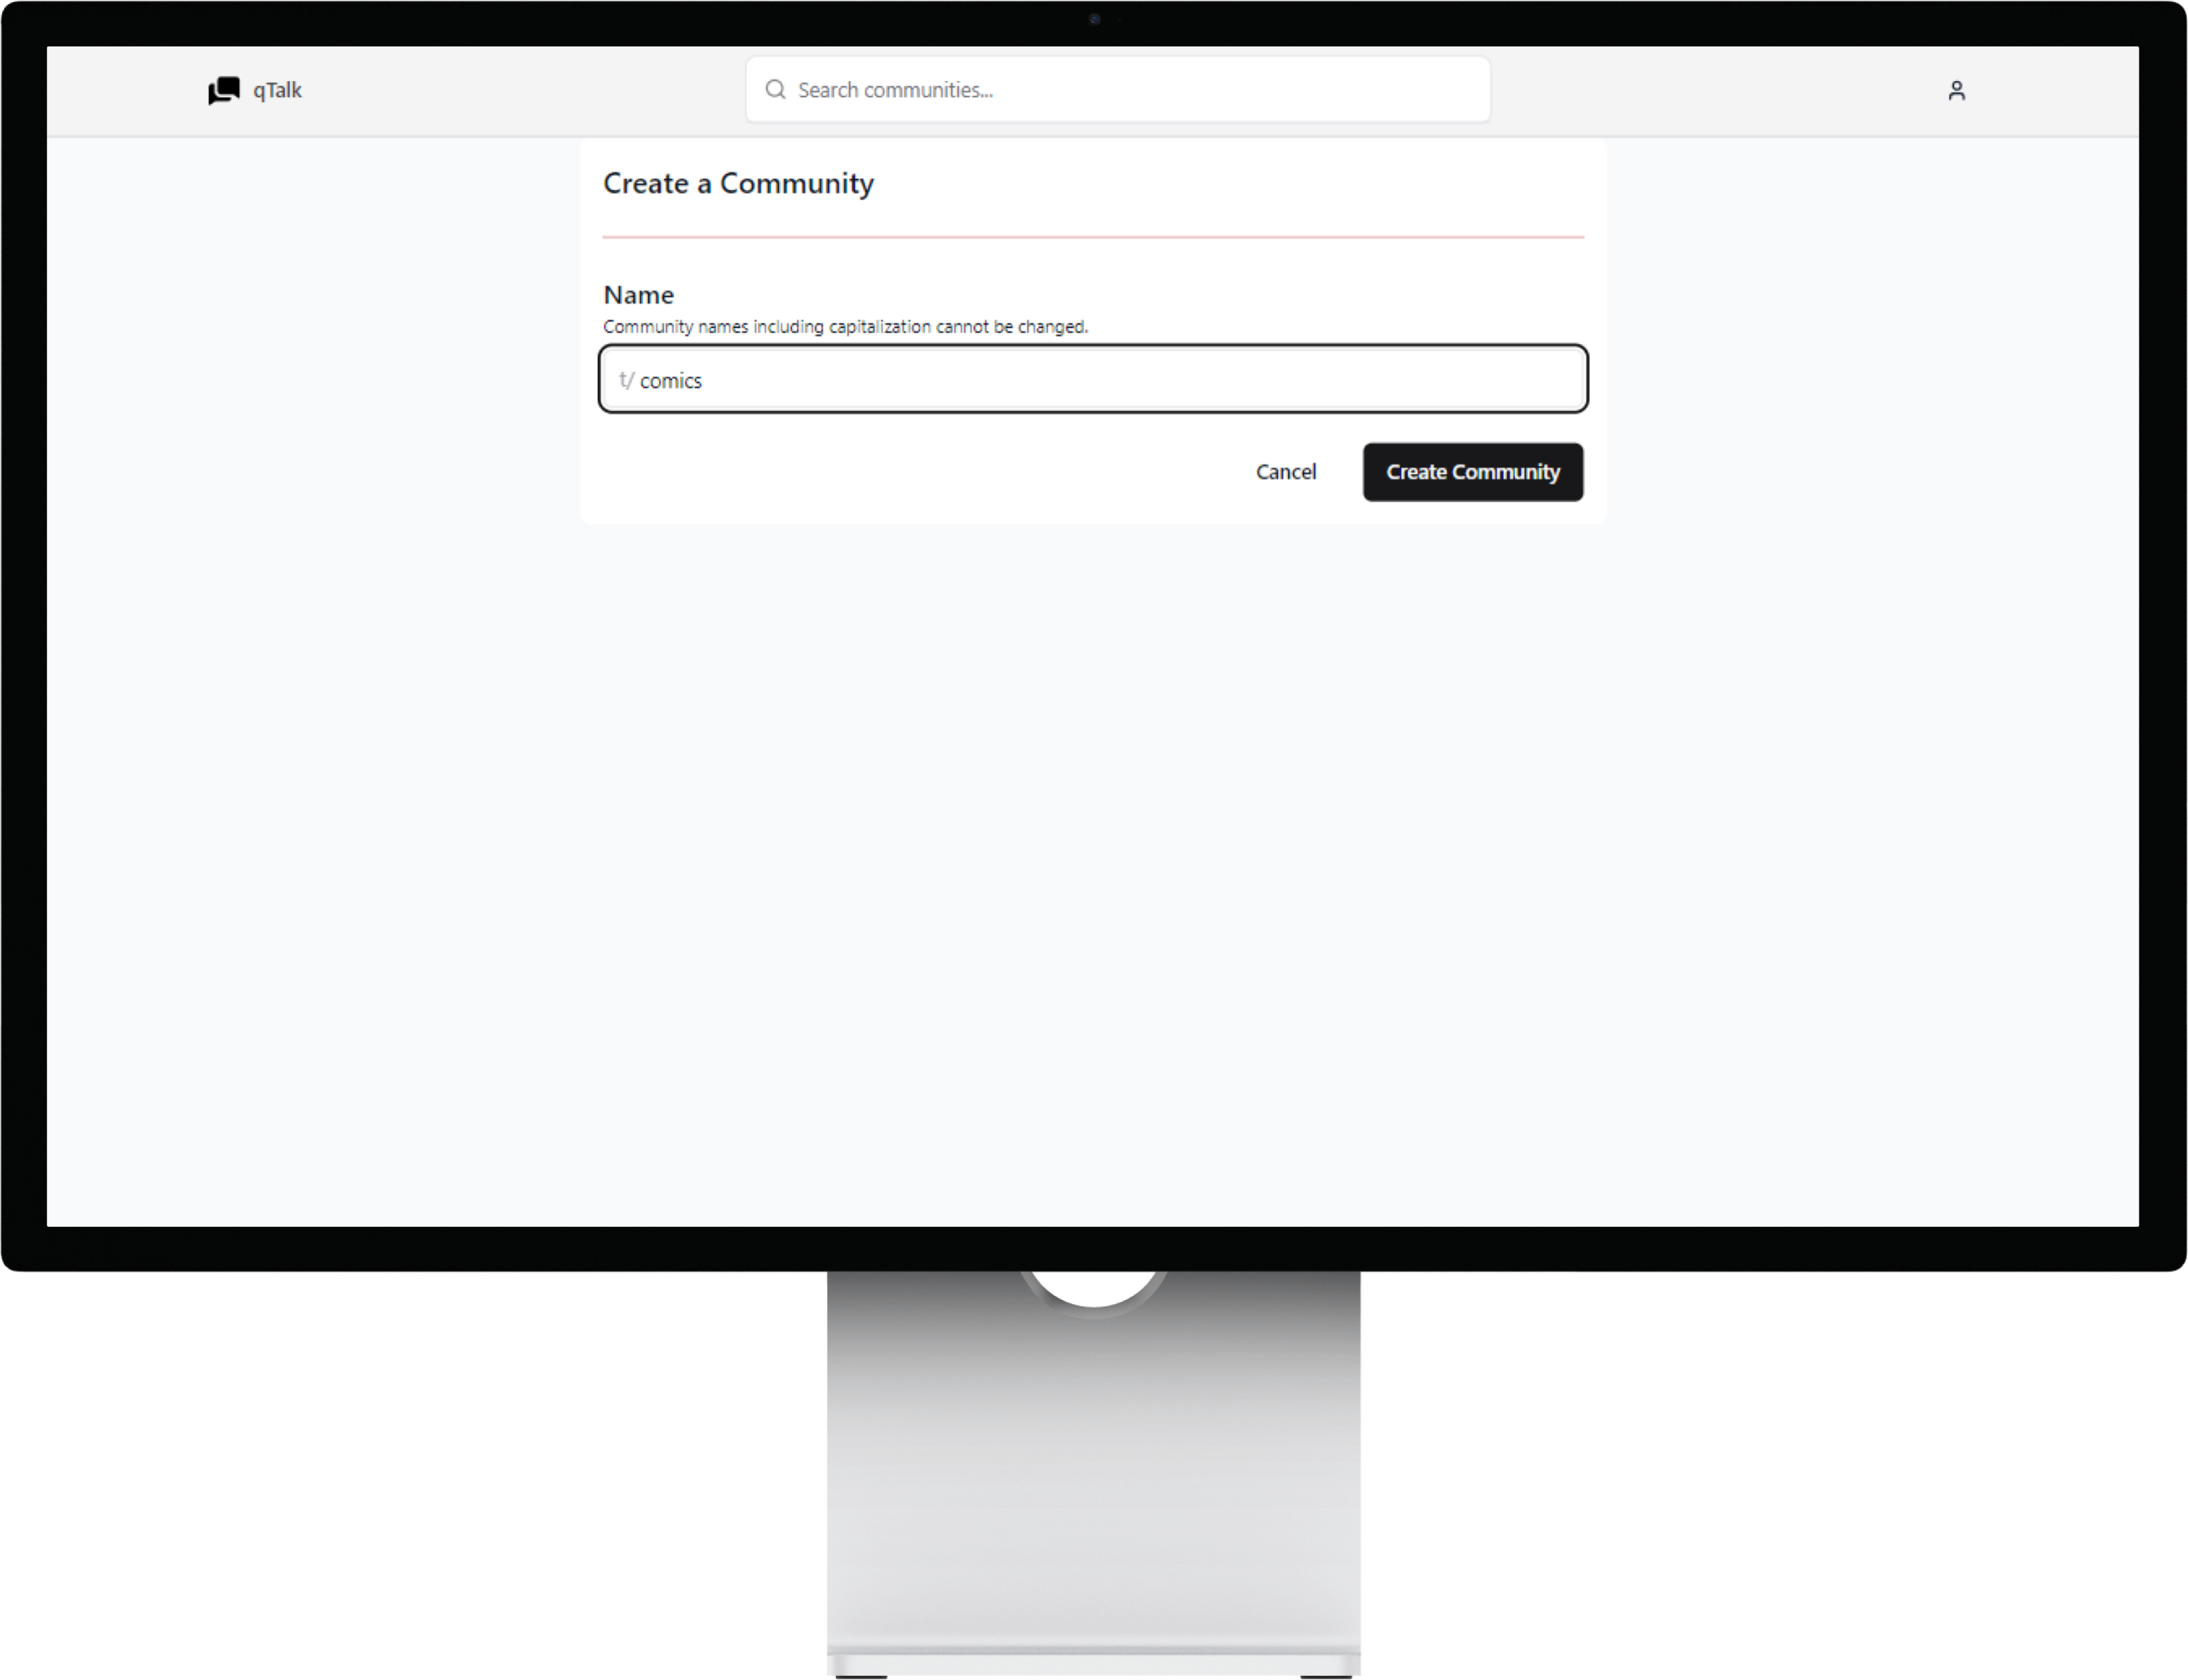 qTalk
Search communities...
Create a Community
Name
Community names including capitalization cannot be changed.
t/ comics
Cancel
Create Community